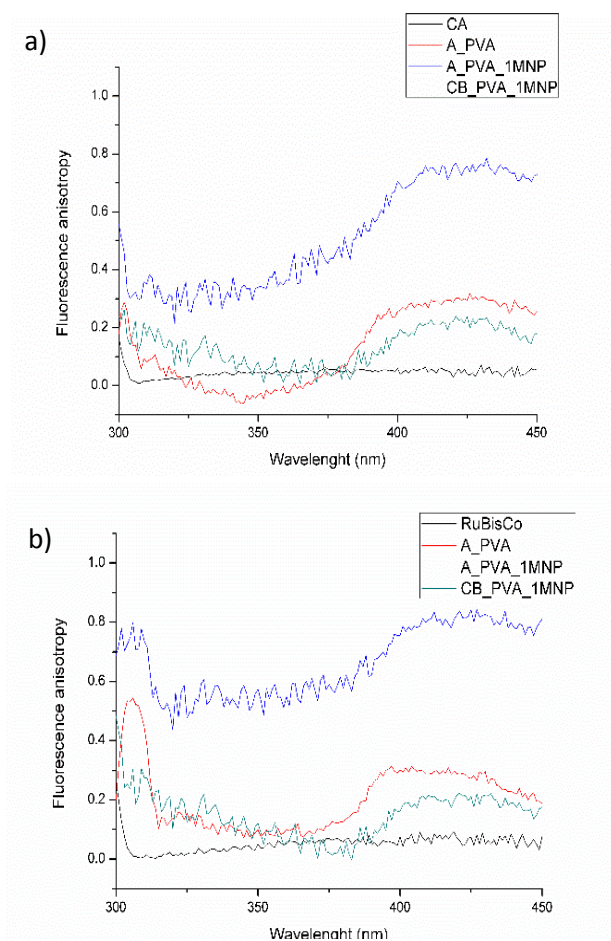 a)
CA
A_PVA
A_PVA_1MNP
CB_PVA_1MNP
1.0
0.8
0.6
0.4
0.2
0.0
Fluorescence anisotropy
300 350 400 450
Wavelenght (nm)
b)
RuBisCo
A_PVA
A_PVA_1MNP
CB_PVA_1MNP
1.0
0.8
0.6
0.4
0.2
0.0
Fluorescence anisotropy
300 350 400 450
Wavelenght (nm)